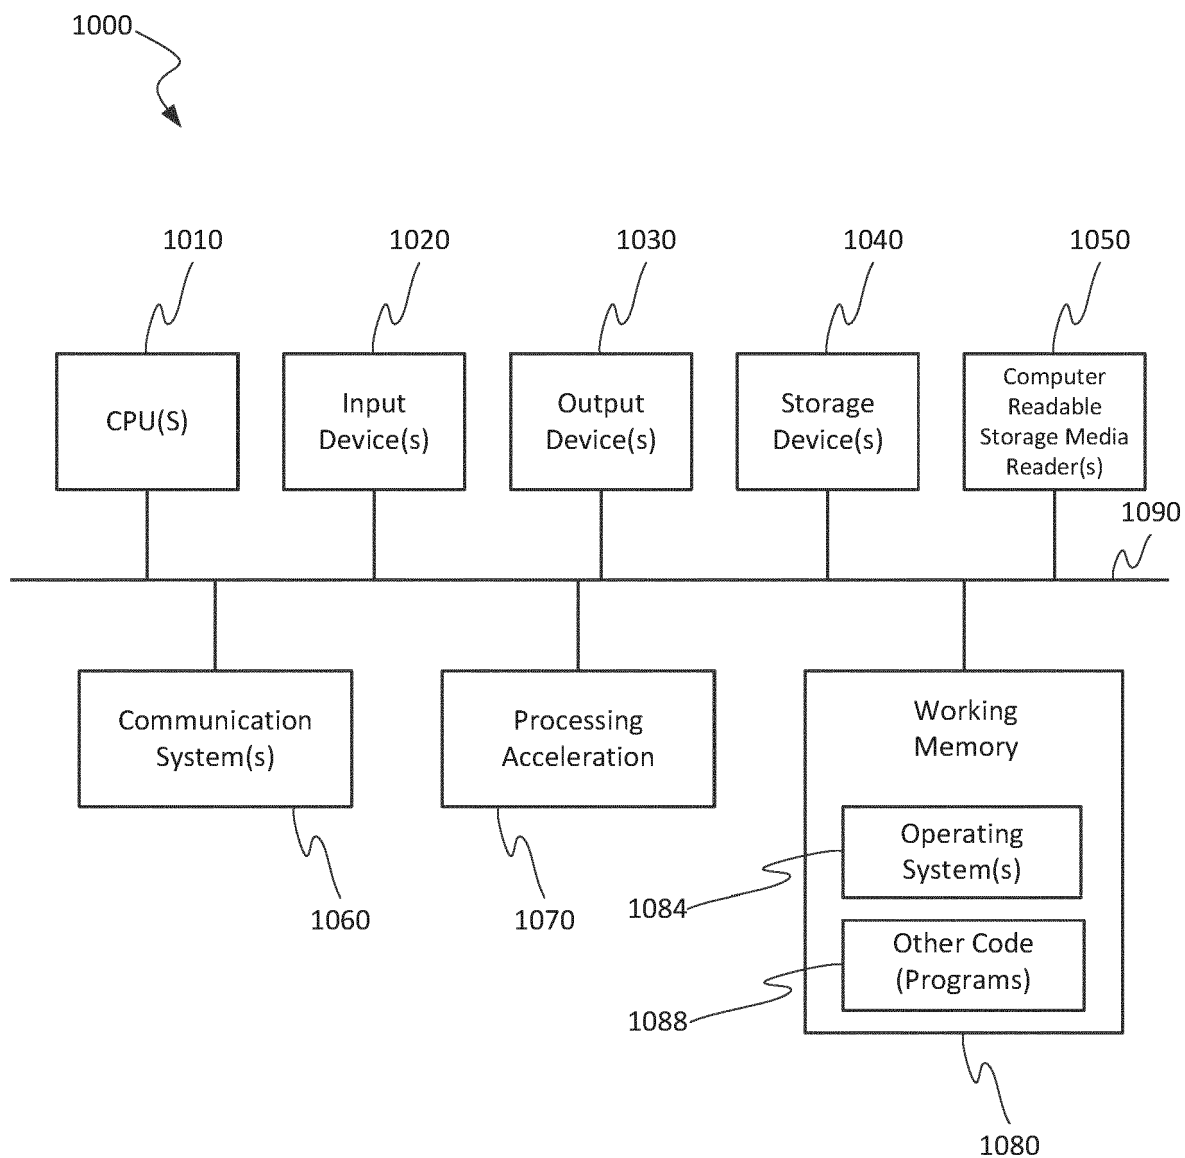 1000
1010
1020
1030
1040
1050
CPU(S)
Input
Device(s)
Output
Device(s)
Storage
Device(s)
Computer
Readable
Storage Media
Reader(s)
1090
Communication
System(s)
Processing
Acceleration
Working
Memory
Operating
System(s)
Other Code
(Programs)
1084
1088
1060
1070
1080